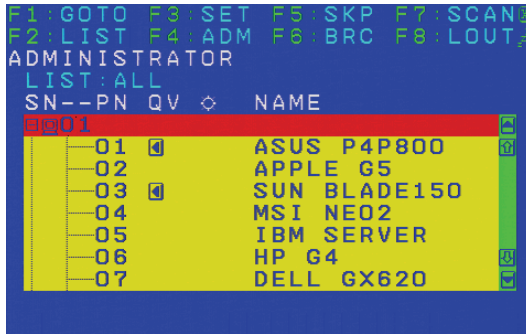 F1:GOTO F3:SET F5:SKP F7:SCAN
F2:LIST F4:ADM F6:BRC F8:LOUT
ADMINISTRATOR
LIST:ALL
SN--PN QV NAME
01
01 ASUS P4P800
02 APPLE G5
03 SUN BLADE150
04 MSI NEO2
05 IBM SERVER
06 HP G4
07 DELL GX620